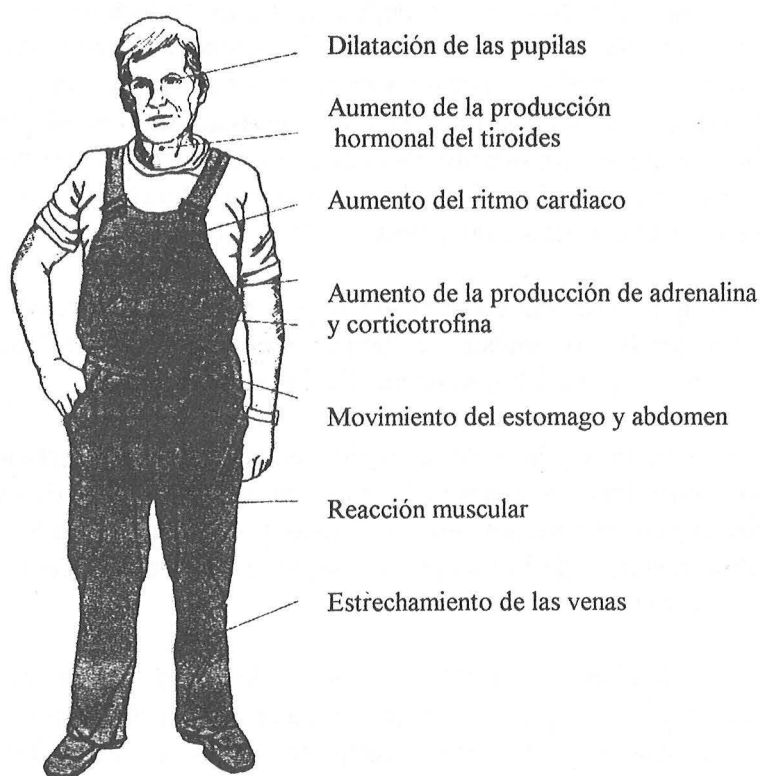 Dilatación de las pupilas
Aumento de la producción
hormonal del tiroides
Aumento del ritmo cardiaco
Aumento de la producción de adrenalina
y corticotrofina
Movimiento del estomago y abdomen
Reacción muscular
Estrechamiento de las venas